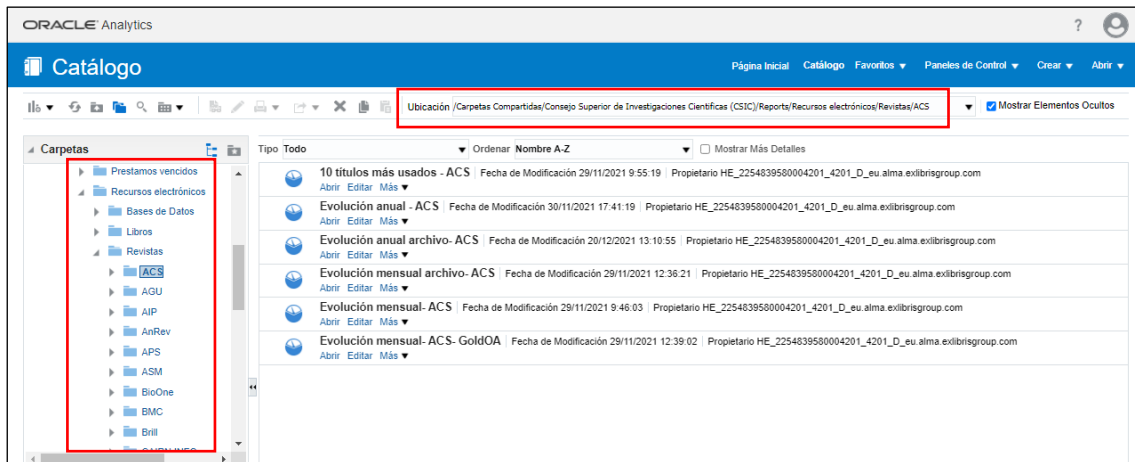 ORACLE Analytics
?
Catálogo
Página Inicial Catálogo Favoritos Paneles de Control Crear Abrir
Ubicación /Carpetas Compartidas/Consejo Superior de Investigaciones Científicas (CSIC)/Reports/Recursos electrónicos/Revistas/ACS Mostrar Elementos Ocultos
Carpetas
Prestamos vencidos
Recursos electrónicos
Bases de Datos
Libros
Revistas
ACS
AGU
AIP
AnRev
APS
ASM
BioOne
BMC
Brill
Tipo Todo Ordenar Nombre A-Z Mostrar Más Detalles
10 títulos más usados - ACS Fecha de Modificación 29/11/2021 9:55:19 Propietario HE_2254839580004201_4201_D_eu.alma.exlibrisgroup.com
Abrir Editar Más
Evolución anual - ACS Fecha de Modificación 30/11/2021 17:41:19 Propietario HE_2254839580004201_4201_D_eu.alma.exlibrisgroup.com
Abrir Editar Más
Evolución anual archivo- ACS Fecha de Modificación 20/12/2021 13:10:55 Propietario HE_2254839580004201_4201_D_eu.alma.exlibrisgroup.com
Abrir Editar Más
Evolución mensual archivo- ACS Fecha de Modificación 29/11/2021 12:36:21 Propietario HE_2254839580004201_4201_D_eu.alma.exlibrisgroup.com
Abrir Editar Más
Evolución mensual- ACS Fecha de Modificación 29/11/2021 9:46:03 Propietario HE_2254839580004201_4201_D_eu.alma.exlibrisgroup.com
Abrir Editar Más
Evolución mensual- ACS- GoldOA Fecha de Modificación 29/11/2021 12:39:02 Propietario HE_2254839580004201_4201_D_eu.alma.exlibrisgroup.com
Abrir Editar Más